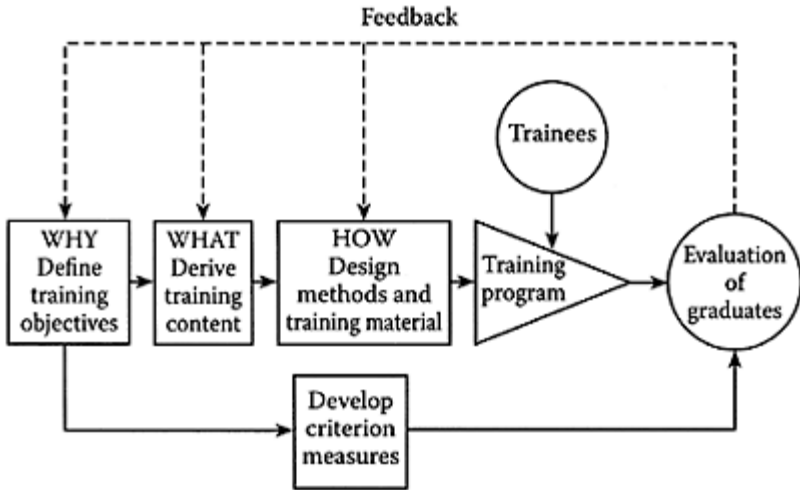 Feedback
Trainees
WHY
Define
training
objectives
WHAT
Derive
training
content
HOW
Design
methods and
training material
Training
program
Evaluation
of
graduates
Develop
criterion
measures